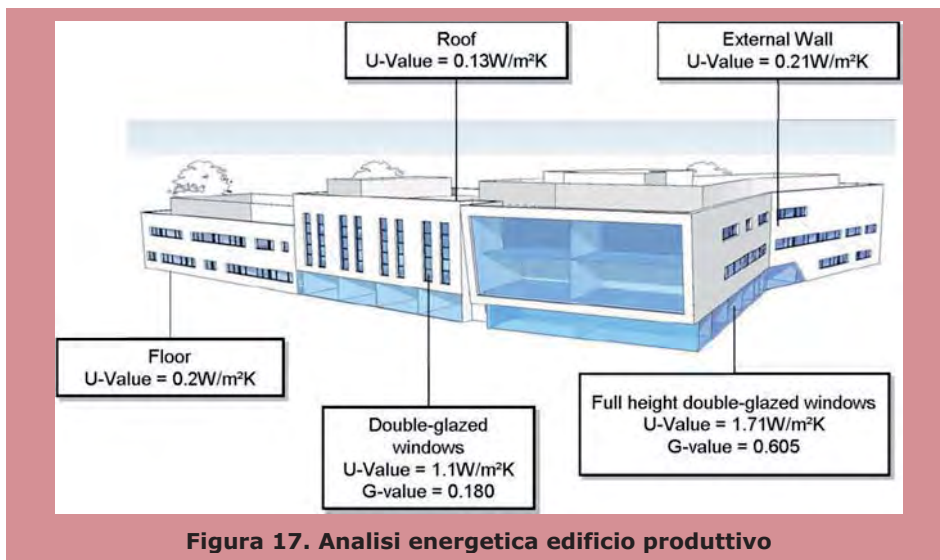 Roof
U-Value = 0.13W/m²K
External Wall
U-Value = 0.21W/m²K
Floor
U-Value = 0.2W/m²K
Double-glazed
windows
U-Value = 1.1W/m²K
G-value = 0.180
Full height double-glazed windows
U-Value = 1.71W/m²K
G-value = 0.605
Figura 17. Analisi energetica edificio produttivo